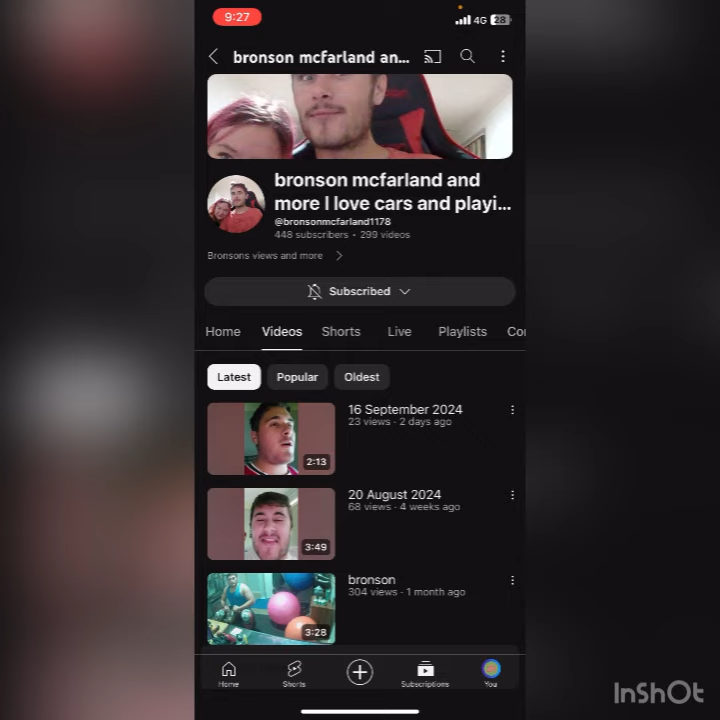 9:27
4G 28
bronson mcfarland an...
bronson mcfarland and
more I love cars and playi...
@bronsonmcfarland1178
448 subscribers • 299 videos
Bronsons views and more
Subscribed
Home Videos Shorts Live Playlists Co
Latest Popular Oldest
16 September 2024
23 views · 2 days ago
2:13
20 August 2024
68 views · 4 weeks ago
3:49
bronson
304 views · 1 month ago
3:28
Home Shorts Subscriptions You
InShOt